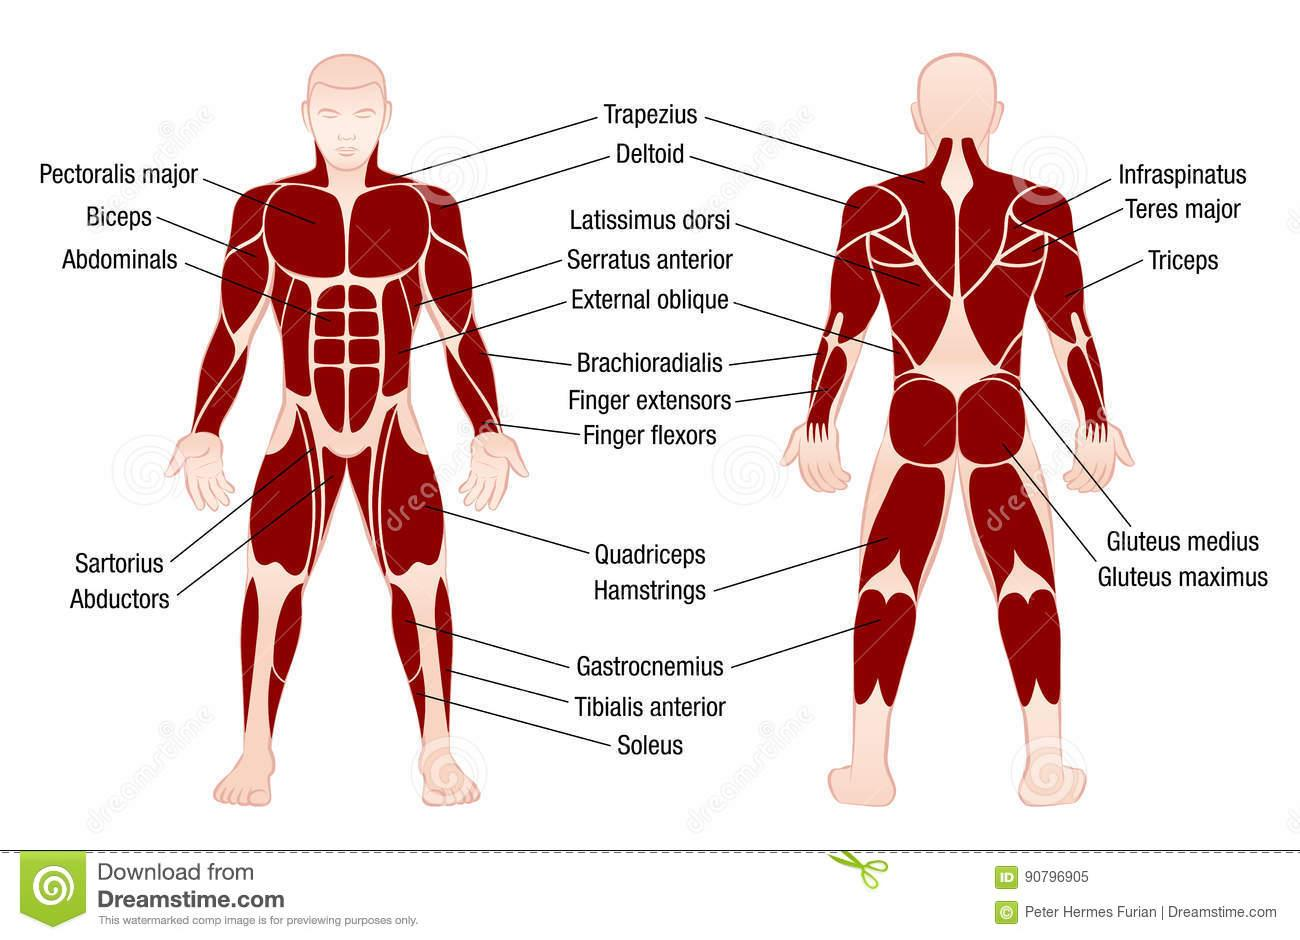 Trapezius
Deltoid
Pectoralis major
Infraspinatus
Biceps
Latissimus dorsi
Teres major
Abdominals
Serratus anterior
Triceps
External oblique
Brachioradialis
Finger extensors
Finger flexors
Sartorius
Quadriceps
Gluteus medius
Abductors
Hamstrings
Gluteus maximus
Gastrocnemius
Tibialis anterior
Soleus
dreamstime
Download from
Dreamstime.com
This watermarked comp image is for previewing purposes only.
ID 90796905
© Peter Hermes Furian | Dreamstime.com